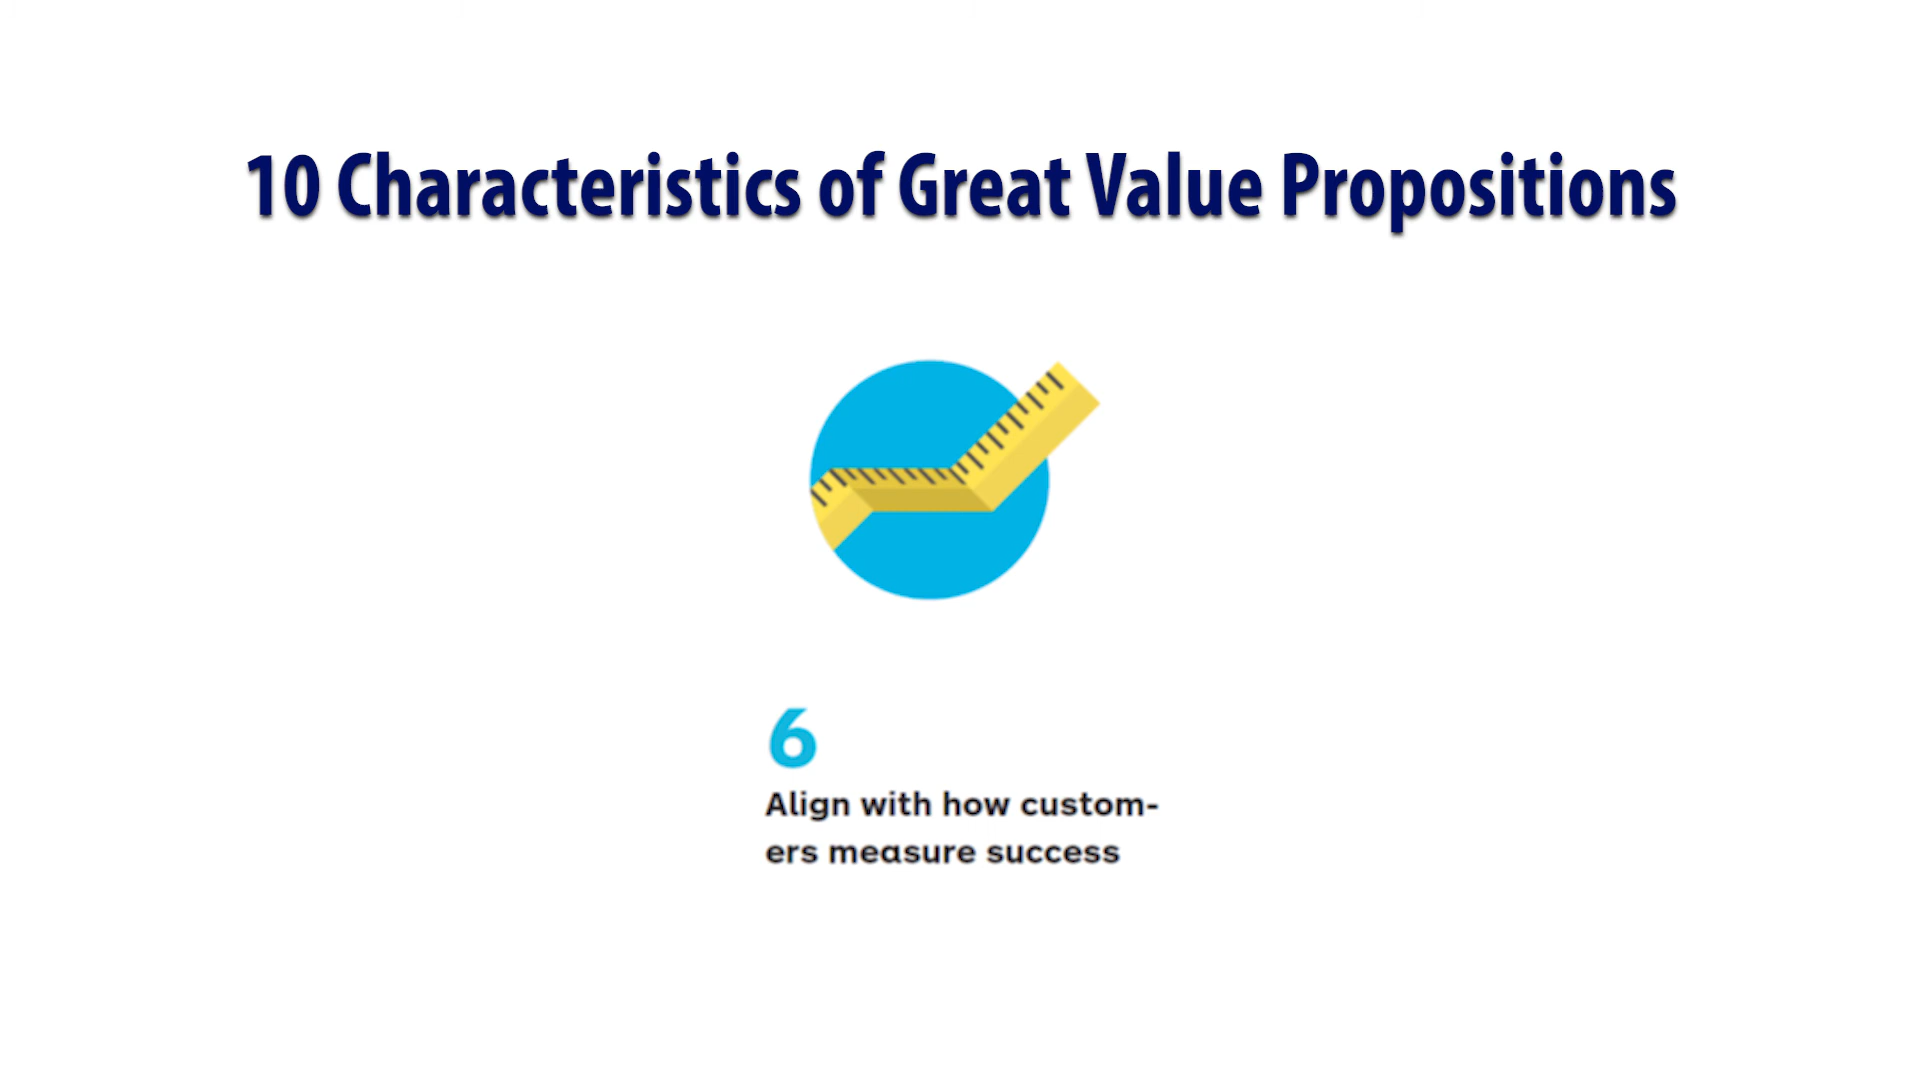 10 Characteristics of Great Value Propositions
6
Align with how custom-
ers measure success